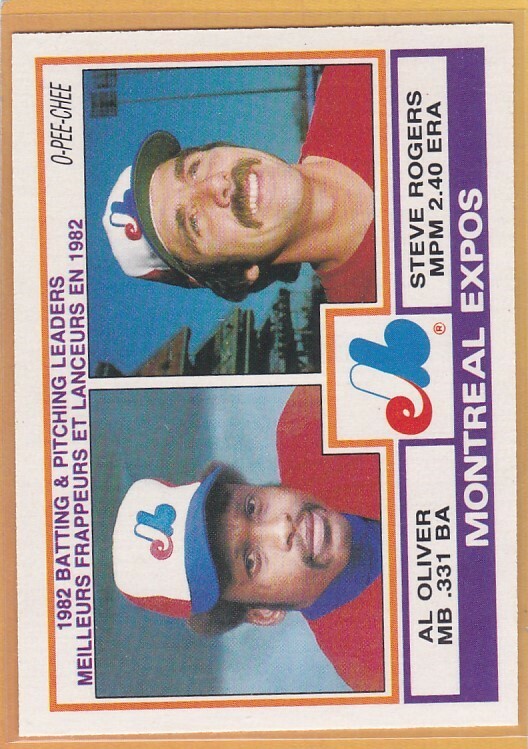 1982 BATTING & PITCHING LEADERS
MEILLEURS FRAPPEURS ET LANCEURS EN 1982
O-PEE-CHEE
AL OLIVER
MB .331 BA
STEVE ROGERS
MPM 2.40 ERA
®
MONTREAL EXPOS